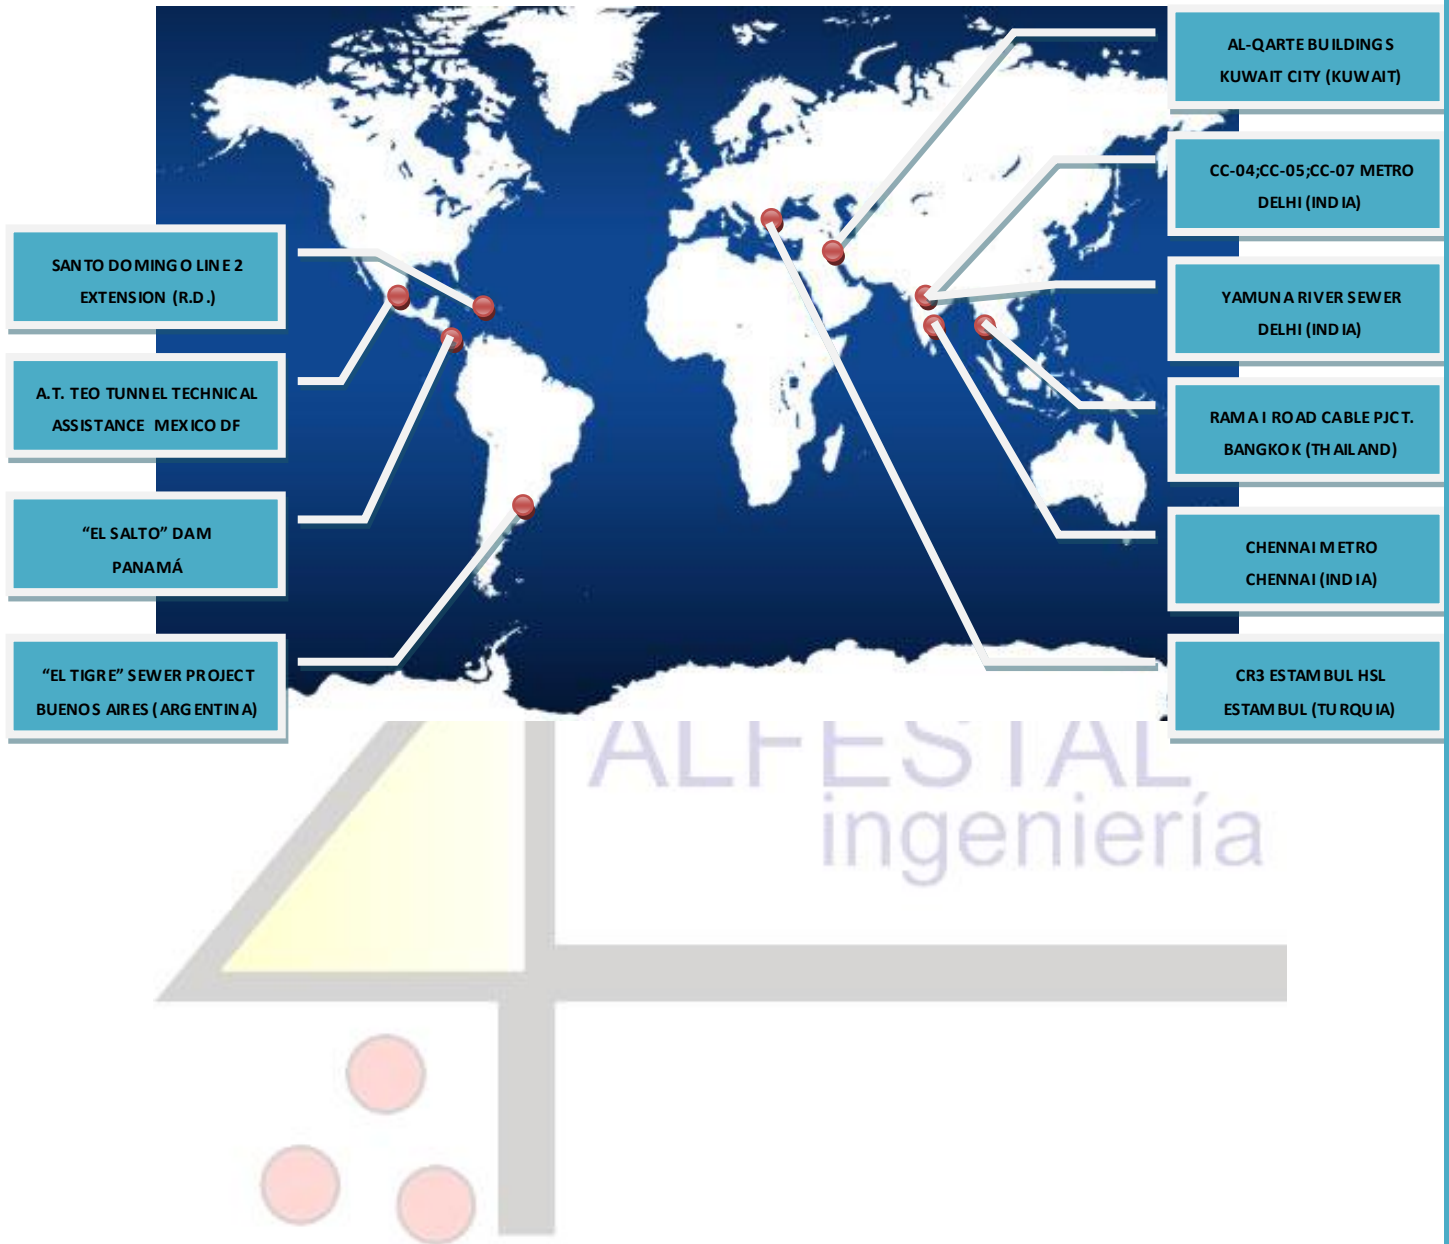 SANTO DOMINGO LINE 2
EXTENSION (R.D.)
A.T. TEO TUNNEL TECHNICAL
ASSISTANCE MEXICO DF
“EL SALTO” DAM
PANAMÁ
“EL TIGRE” SEWER PROJECT
BUENOS AIRES (ARGENTINA)
AL-QARTE BUILDINGS
KUWAIT CITY (KUWAIT)
CC-04;CC-05;CC-07 METRO
DELHI (INDIA)
YAMUNA RIVER SEWER
DELHI (INDIA)
RAMA I ROAD CABLE PJCT.
BANGKOK (THAILAND)
CHENNAI METRO
CHENNAI (INDIA)
CR3 ESTAMBUL HSL
ESTAMBUL (TURQUIA)
ALFESTAL
ingeniería